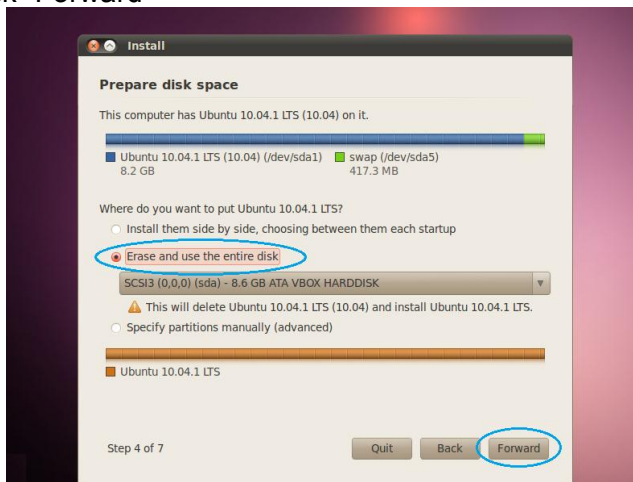 Forward
Install
Prepare disk space
This computer has Ubuntu 10.04.1 LTS (10.04) on it.
Ubuntu 10.04.1 LTS (10.04) (/dev/sda1) swap (/dev/sda5)
8.2 GB 417.3 MB
Where do you want to put Ubuntu 10.04.1 LTS?
Install them side by side, choosing between them each startup
Erase and use the entire disk
SCSI3 (0,0,0) (sda) - 8.6 GB ATA VBOX HARDDISK
This will delete Ubuntu 10.04.1 LTS (10.04) and install Ubuntu 10.04.1 LTS.
Specify partitions manually (advanced)
Ubuntu 10.04.1 LTS
Step 4 of 7 Quit Back Forward